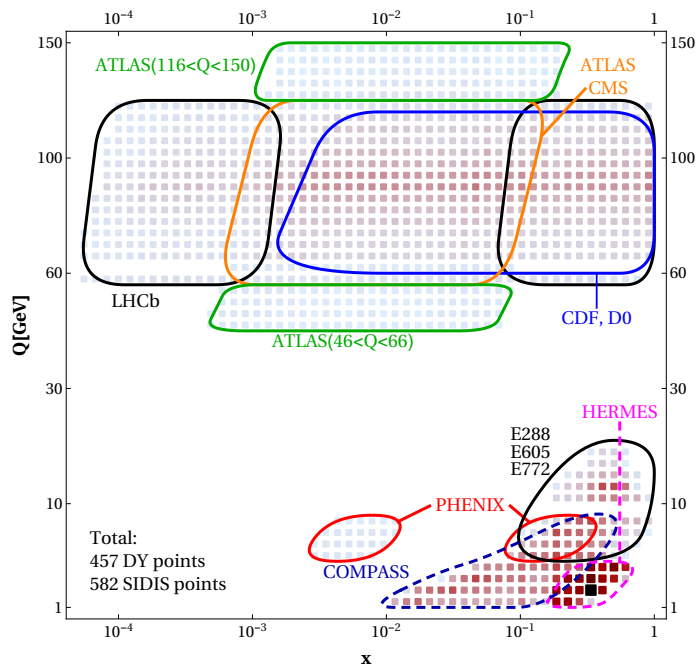 10⁻⁴ 10⁻³ 10⁻² 10⁻¹ 1
150 150
ATLAS(116<Q<150)
ATLAS
CMS
100 100
60 60
LHCb
CDF, D0
ATLAS(46<Q<66)
Q[GeV]
30 30
HERMES
E288
E605
E772
10 10
PHENIX
Total:
457 DY points
582 SIDIS points
COMPASS
1 1
10⁻⁴ 10⁻³ 10⁻² 10⁻¹ 1
x